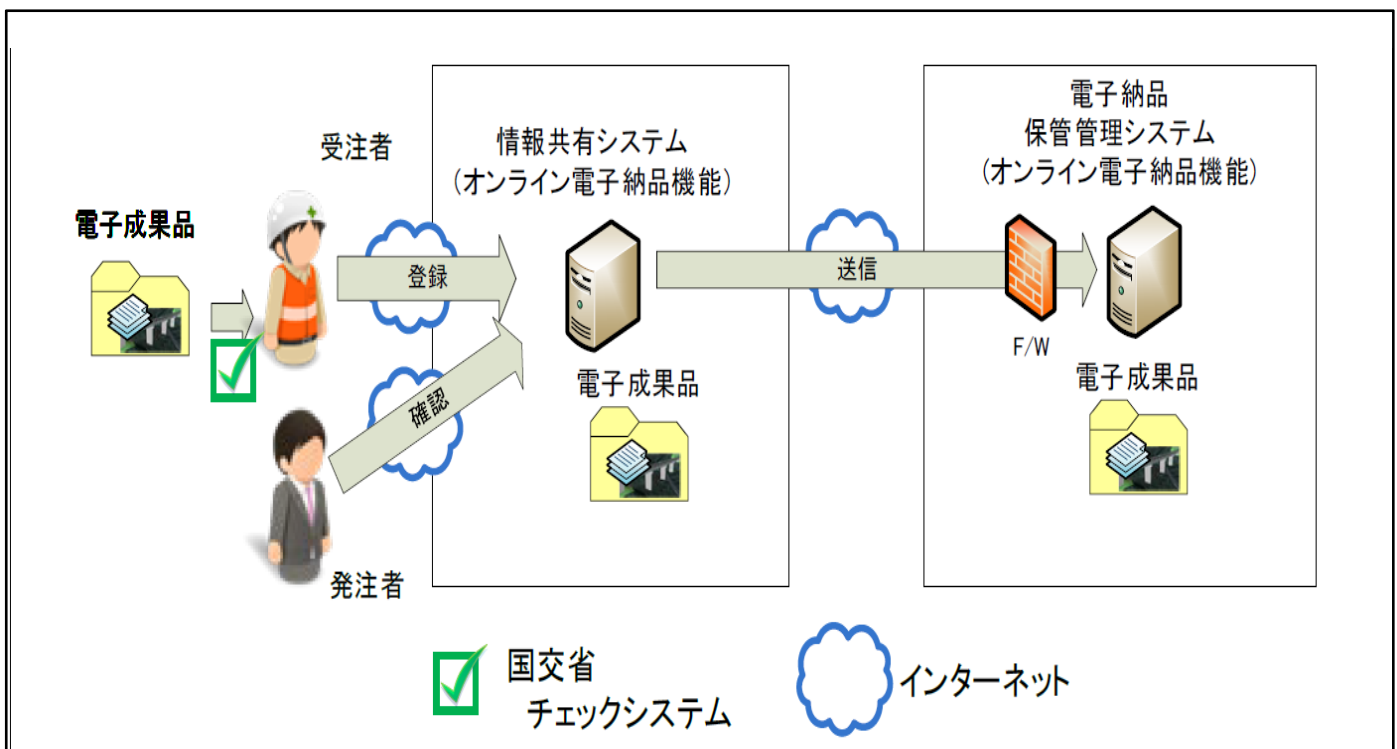 電子成果品
受注者
登録
確認
発注者
情報共有システム
(オンライン電子納品機能)
電子成果品
送信
電子納品
保管管理システム
(オンライン電子納品機能)
F/W
電子成果品
国交省
チェックシステム
インターネット